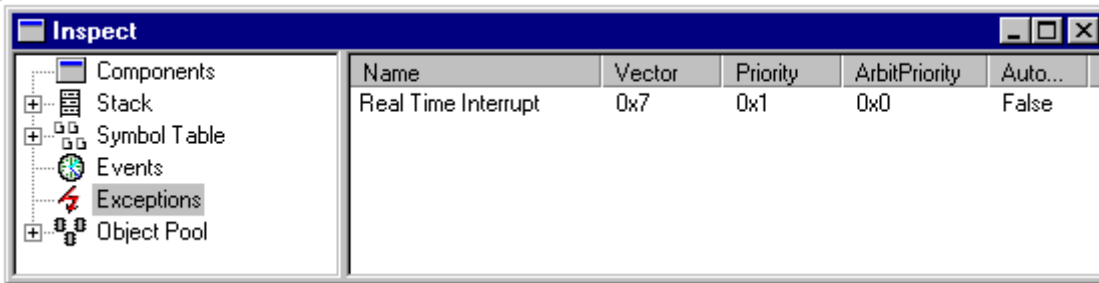 Inspect
Components
Stack
Symbol Table
Events
Exceptions
Object Pool
Name Vector Priority ArbitPriority Auto...
Real Time Interrupt 0x7 0x1 0x0 False